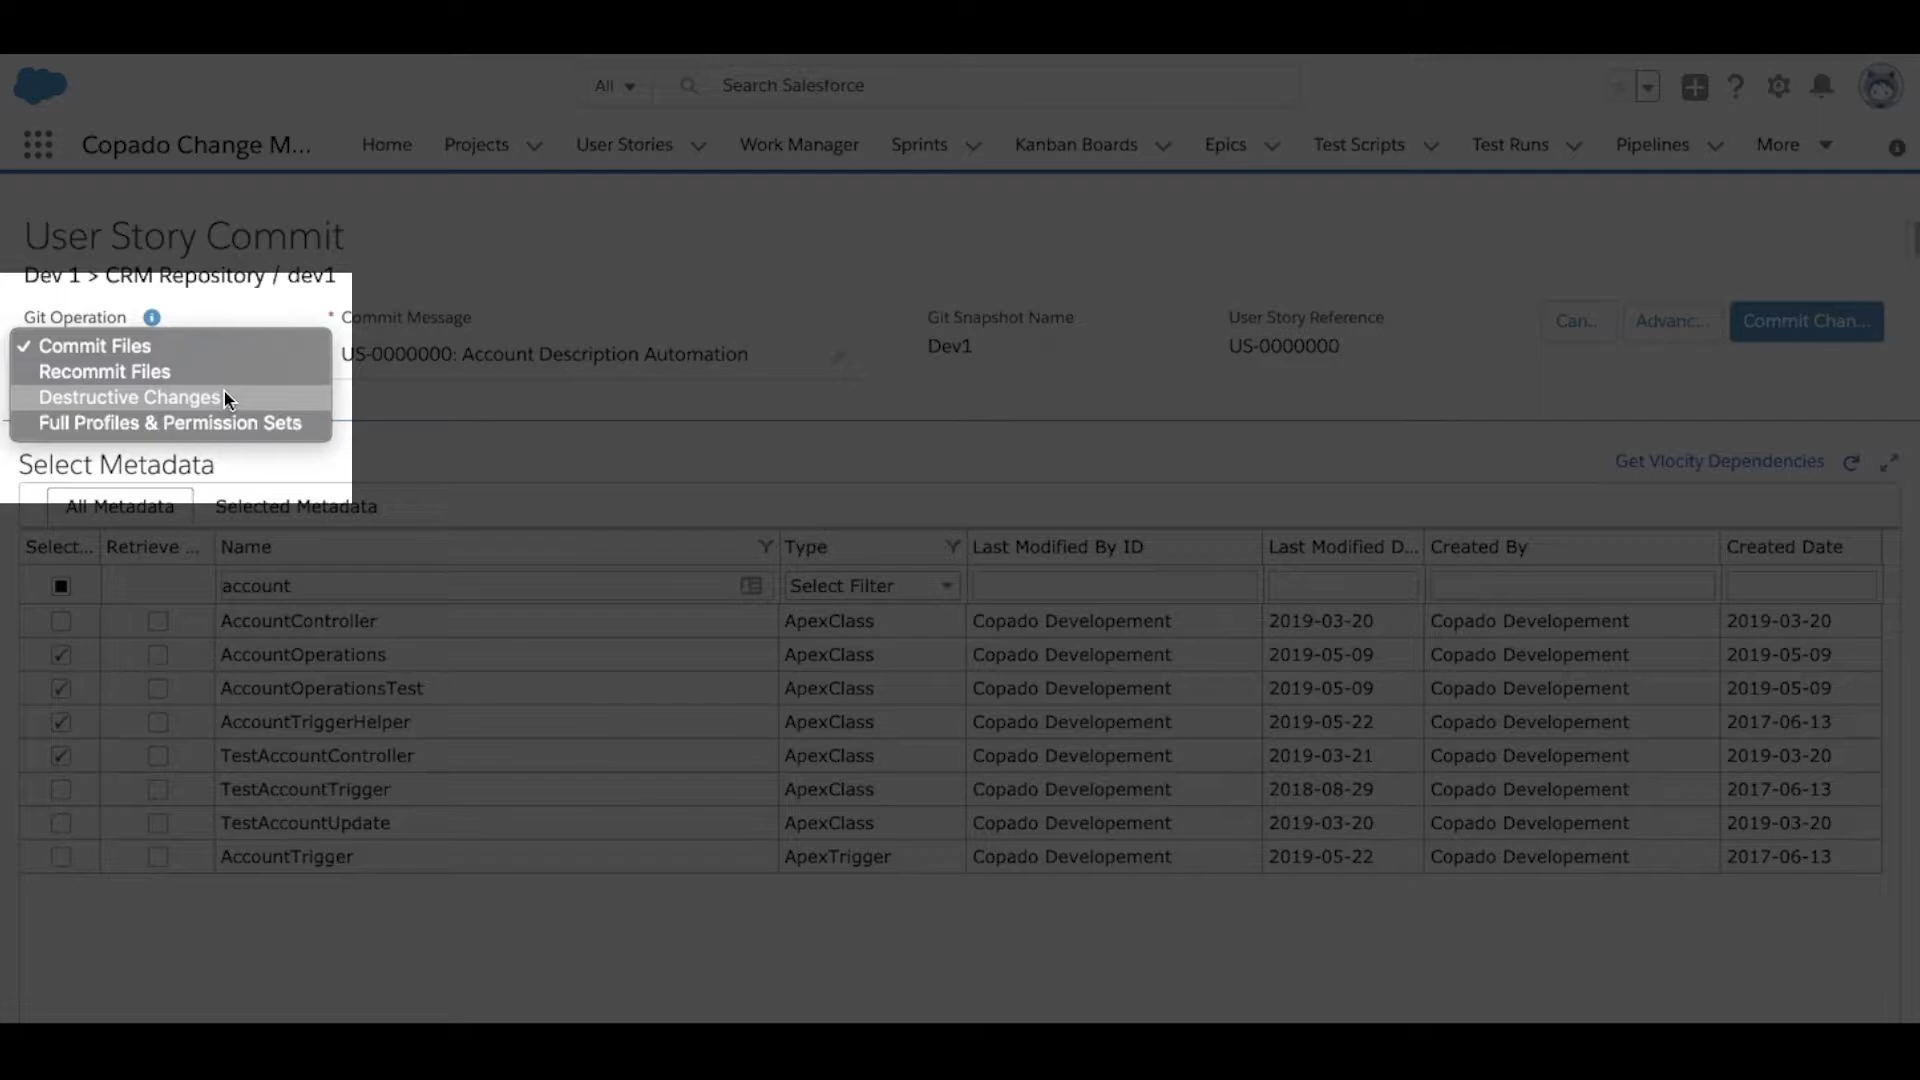 All Search Salesforce
Copado Change M... Home Projects User Stories Work Manager Sprints Kanban Boards Epics Test Scripts Test Runs Pipelines More
User Story Commit
Dev 1 > CRM Repository / dev1
Git Operation * Commit Message Git Snapshot Name User Story Reference Can.. Advanc... Commit Chan...
✓ Commit Files US-0000000: Account Description Automation Dev1 US-0000000
Recommit Files
Destructive Changes
Full Profiles & Permission Sets
Select Metadata Get Vlocity Dependencies
All Metadata Selected Metadata
Select... Retrieve ... Name Type Last Modified By ID Last Modified D... Created By Created Date
account Select Filter
AccountController ApexClass Copado Developement 2019-03-20 Copado Developement 2019-03-20
AccountOperations ApexClass Copado Developement 2019-05-09 Copado Developement 2019-05-09
AccountOperationsTest ApexClass Copado Developement 2019-05-09 Copado Developement 2019-05-09
AccountTriggerHelper ApexClass Copado Developement 2019-05-22 Copado Developement 2017-06-13
TestAccountController ApexClass Copado Developement 2019-03-21 Copado Developement 2019-03-20
TestAccountTrigger ApexClass Copado Developement 2018-08-29 Copado Developement 2017-06-13
TestAccountUpdate ApexClass Copado Developement 2019-03-20 Copado Developement 2019-03-20
AccountTrigger ApexTrigger Copado Developement 2019-05-22 Copado Developement 2017-06-13